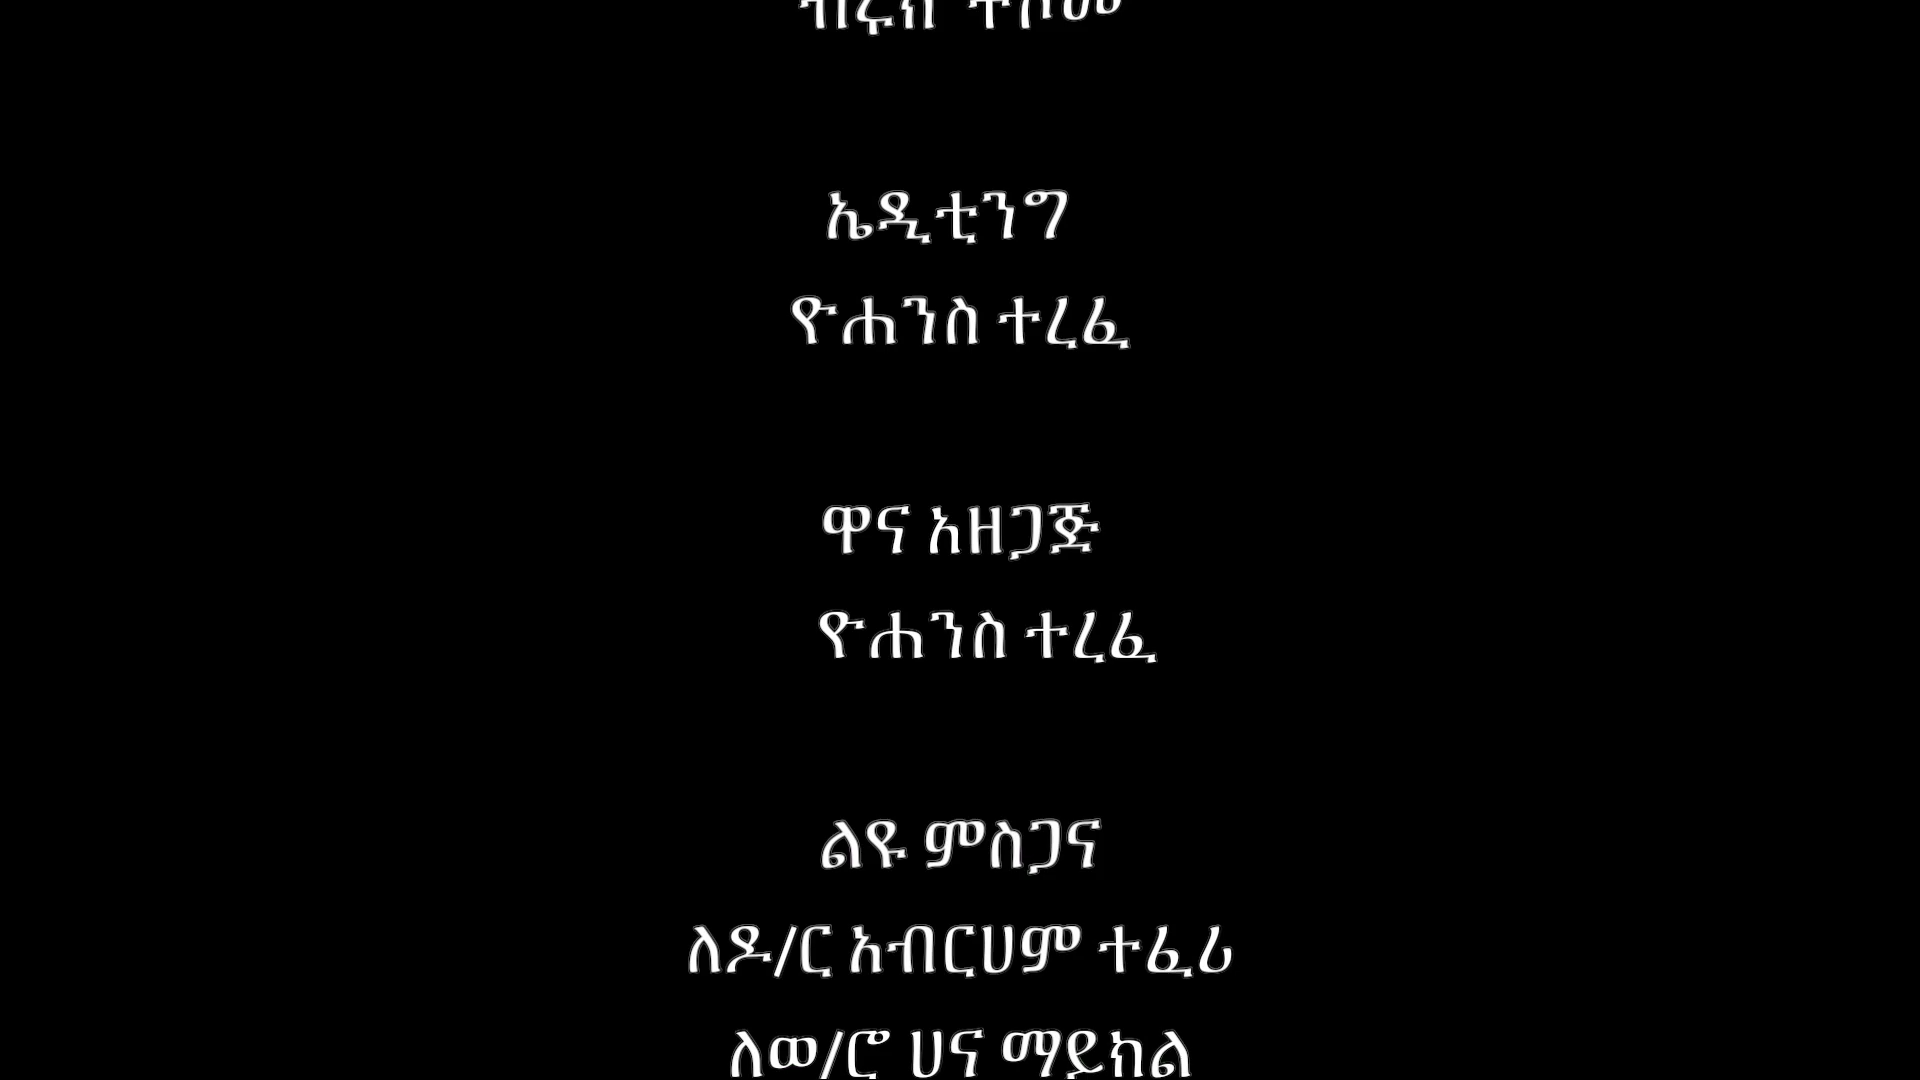 ኤዲቲንግ
ዮሐንስ ተረፈ
ዋና አዘጋጅ
ዮሐንስ ተረፈ
ልዩ ምስጋና
ለዶ/ር አብርሀም ተፈሪ
ለወ/ሮ ሀና ማይክል